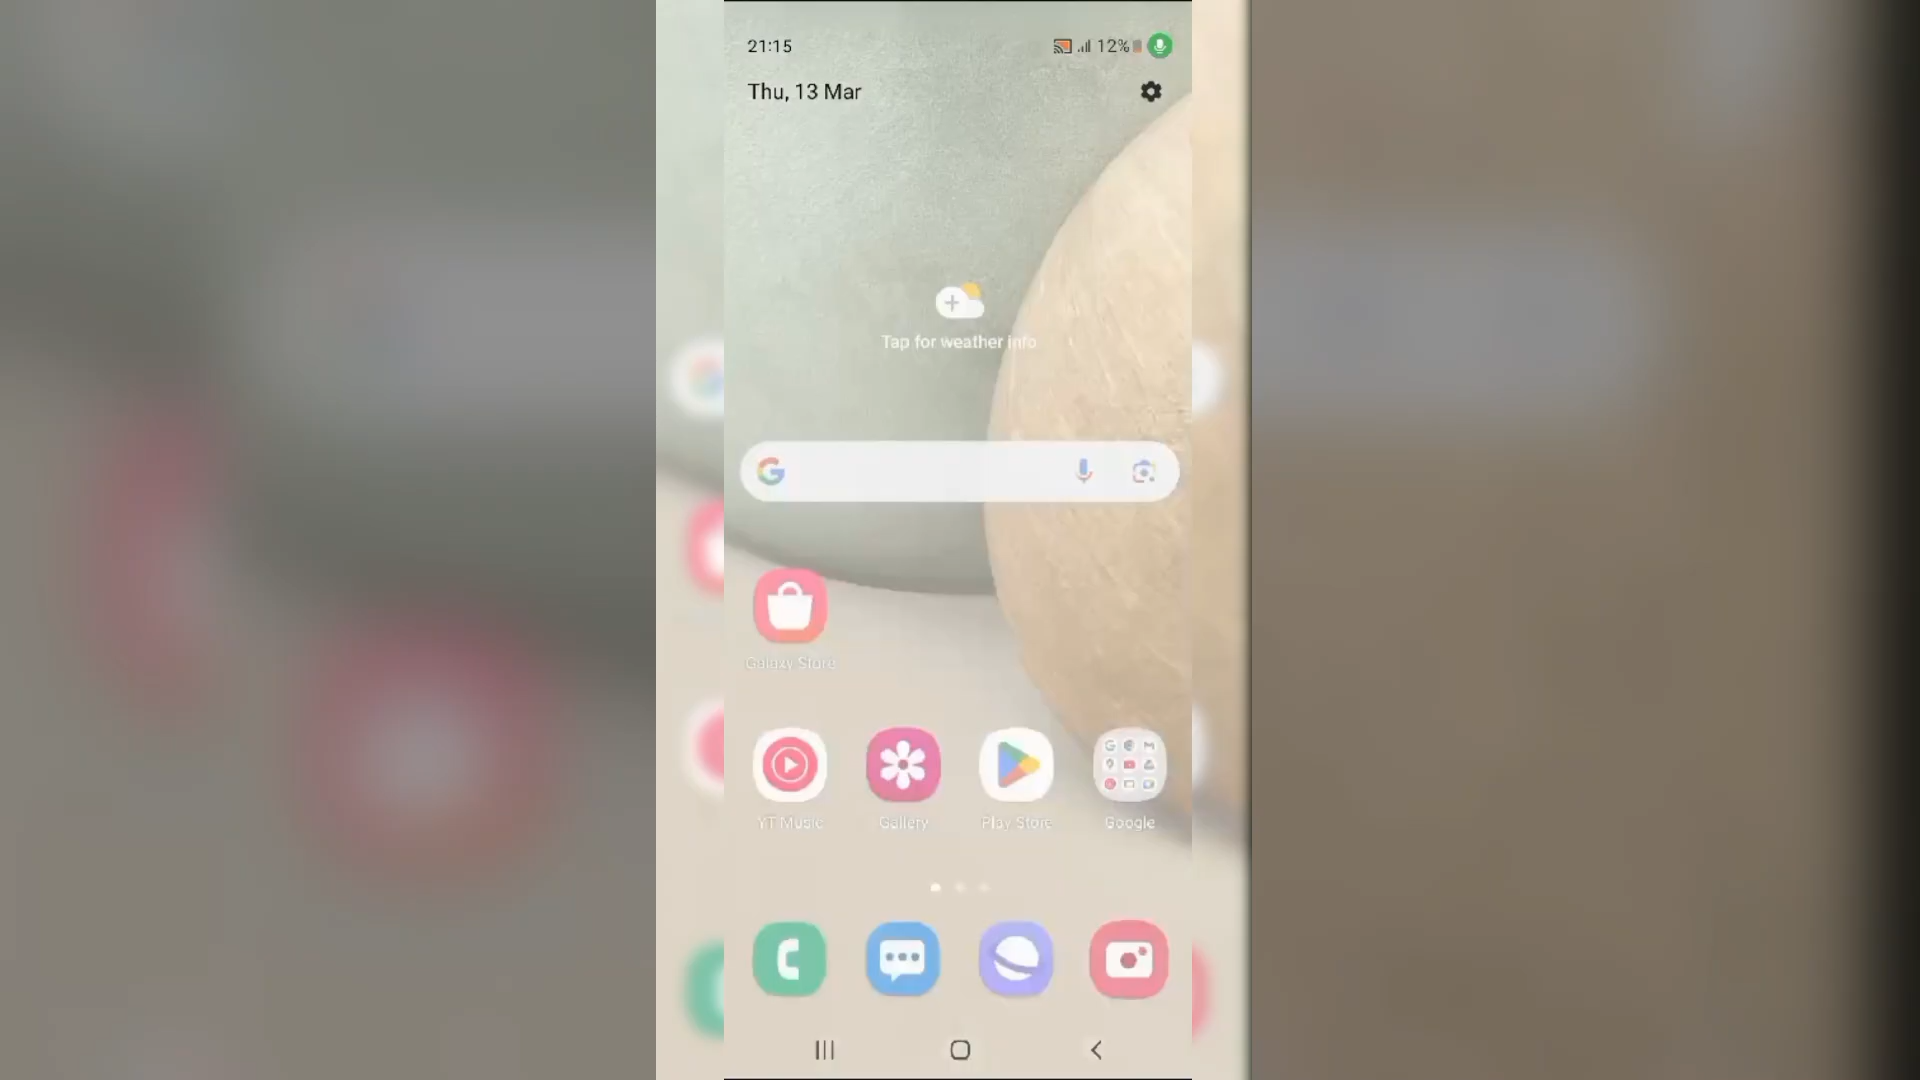 21:15
12%
Thu, 13 Mar
Tap for weather info
Galaxy Store
YT Music
Gallery
Play Store
Google